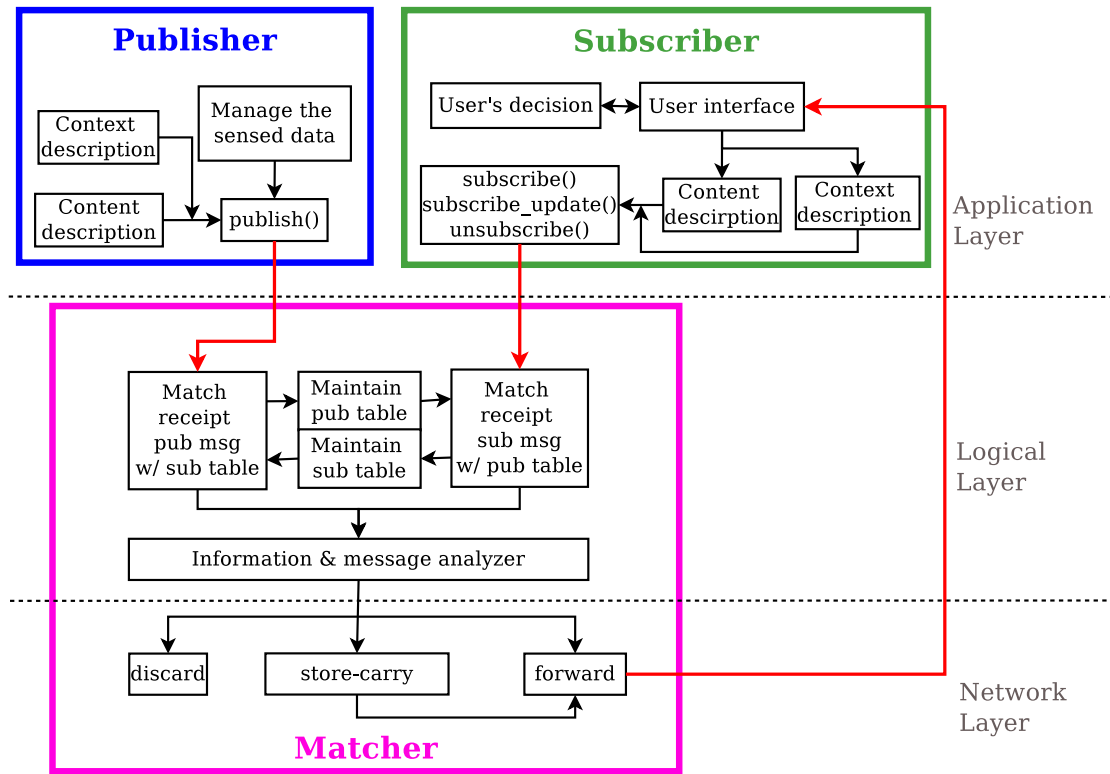 Publisher
Context
description
Manage the
sensed data
Content
description
publish()
Subscriber
User's decision
User interface
subscribe()
subscribe_update()
unsubscribe()
Content
descirption
Context
description
Application
Layer
Match
receipt
pub msg
w/ sub table
Maintain
pub table
Maintain
sub table
Match
receipt
sub msg
w/ pub table
Information & message analyzer
Logical
Layer
discard
store-carry
forward
Matcher
Network
Layer